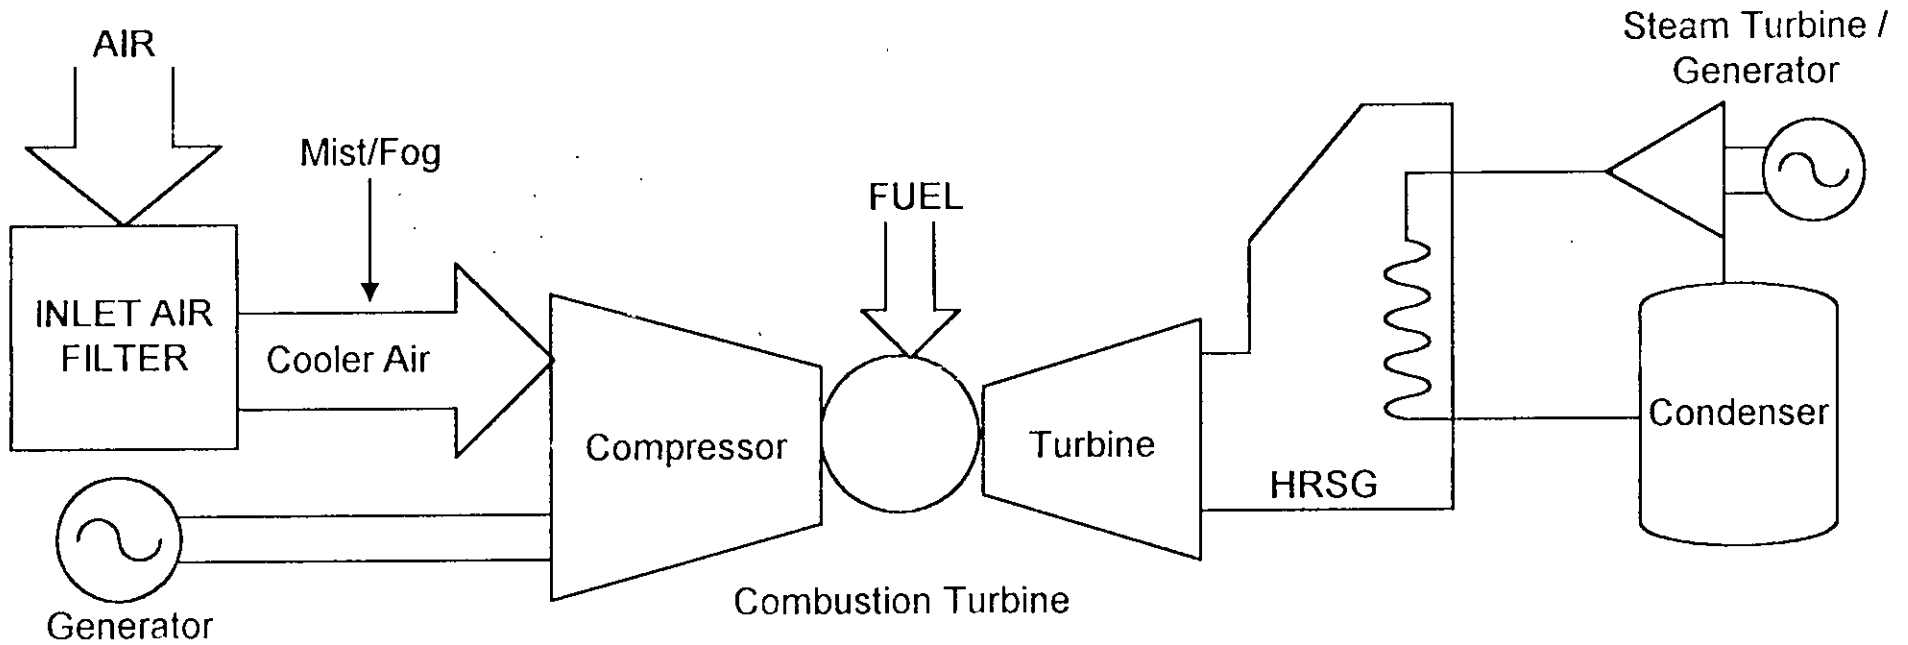 AIR
Mist/Fog
INLET AIR
FILTER
Cooler Air
Generator
Compressor
FUEL
Combustion Turbine
Turbine
HRSG
Steam Turbine /
Generator
Condenser